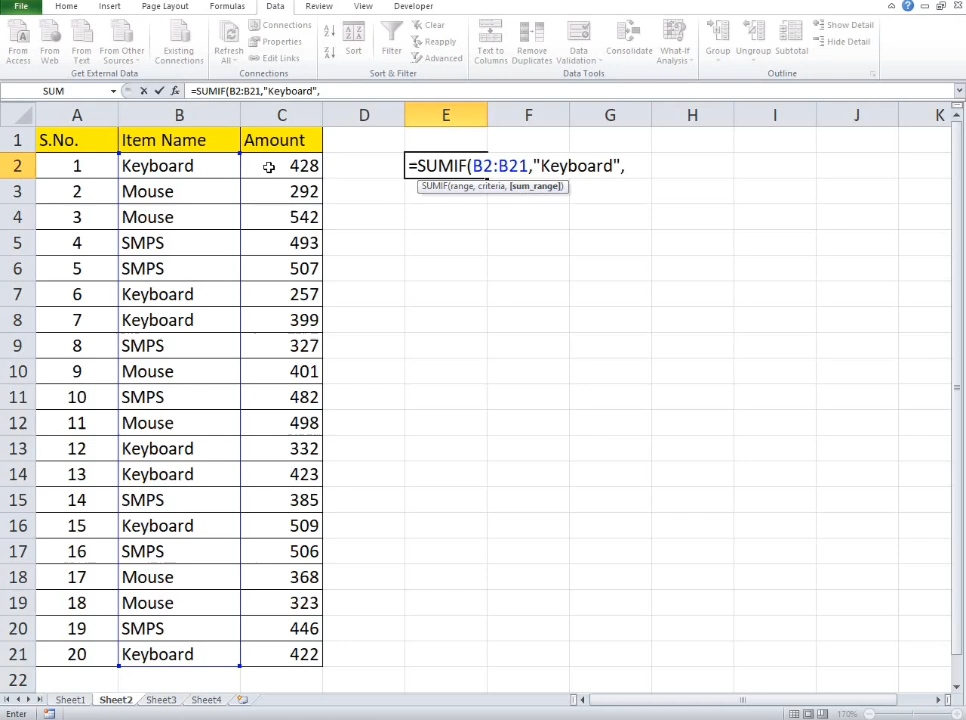 File Home Insert Page Layout Formulas Data Review View Developer
From Access From Web From Text From Other Sources Existing Connections Refresh All Connections Properties Edit Links Sort Filter Clear Reapply Advanced Text to Columns Remove Duplicates Data Validation Consolidate What-If Analysis Group Ungroup Subtotal Show Detail Hide Detail
Get External Data Connections Sort & Filter Data Tools Outline
SUM fx =SUMIF(B2:B21,"Keyboard",
A B C D E F G H I J K
1 S.No. Item Name Amount
2 1 Keyboard 428 =SUMIF(B2:B21,"Keyboard",
SUMIF(range, criteria, [sum_range])
3 2 Mouse 292
4 3 Mouse 542
5 4 SMPS 493
6 5 SMPS 507
7 6 Keyboard 257
8 7 Keyboard 399
9 8 SMPS 327
10 9 Mouse 401
11 10 SMPS 482
12 11 Mouse 498
13 12 Keyboard 332
14 13 Keyboard 423
15 14 SMPS 385
16 15 Keyboard 509
17 16 SMPS 506
18 17 Mouse 368
19 18 Mouse 323
20 19 SMPS 446
21 20 Keyboard 422
22
Sheet1 Sheet2 Sheet3 Sheet4
Enter 170%